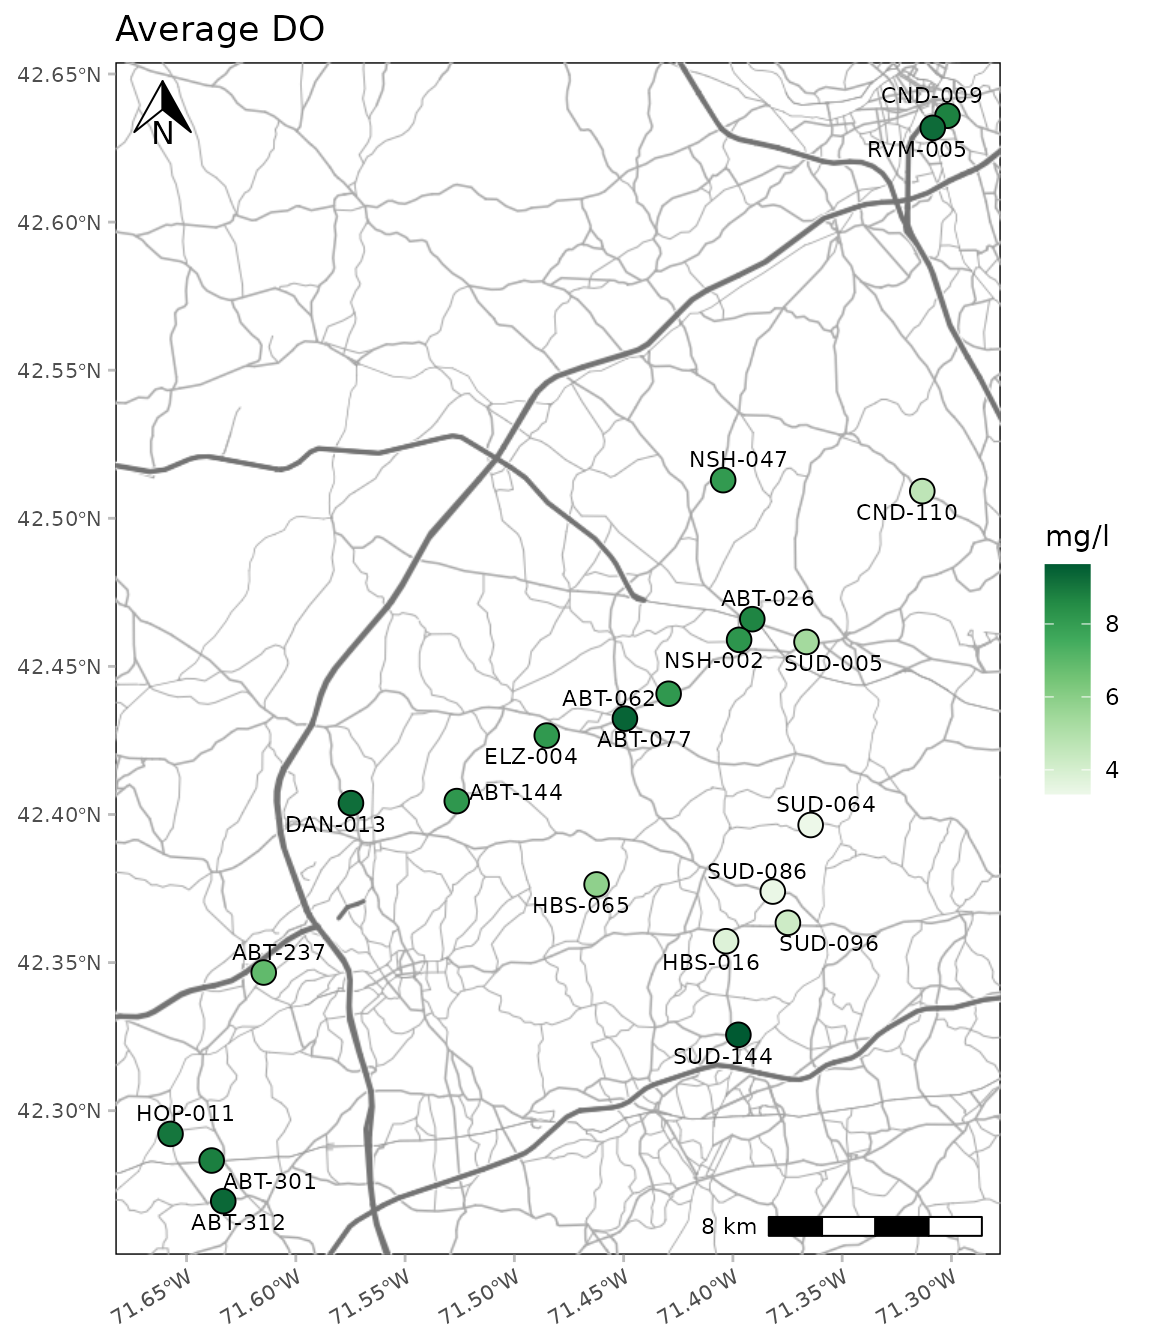 Average DO
42.65°N
42.60°N
42.55°N
42.50°N
42.45°N
42.40°N
42.35°N
42.30°N
N
CND-009
RVM-005
NSH-047
CND-110
ABT-026
NSH-002
SUD-005
ABT-062
ABT-077
ELZ-004
ABT-144
DAN-013
SUD-064
SUD-086
HBS-065
SUD-096
HBS-016
ABT-237
SUD-144
HOP-011
ABT-301
ABT-312
8 km
71.65°W
71.60°W
71.55°W
71.50°W
71.45°W
71.40°W
71.35°W
71.30°W
mg/l
8
6
4